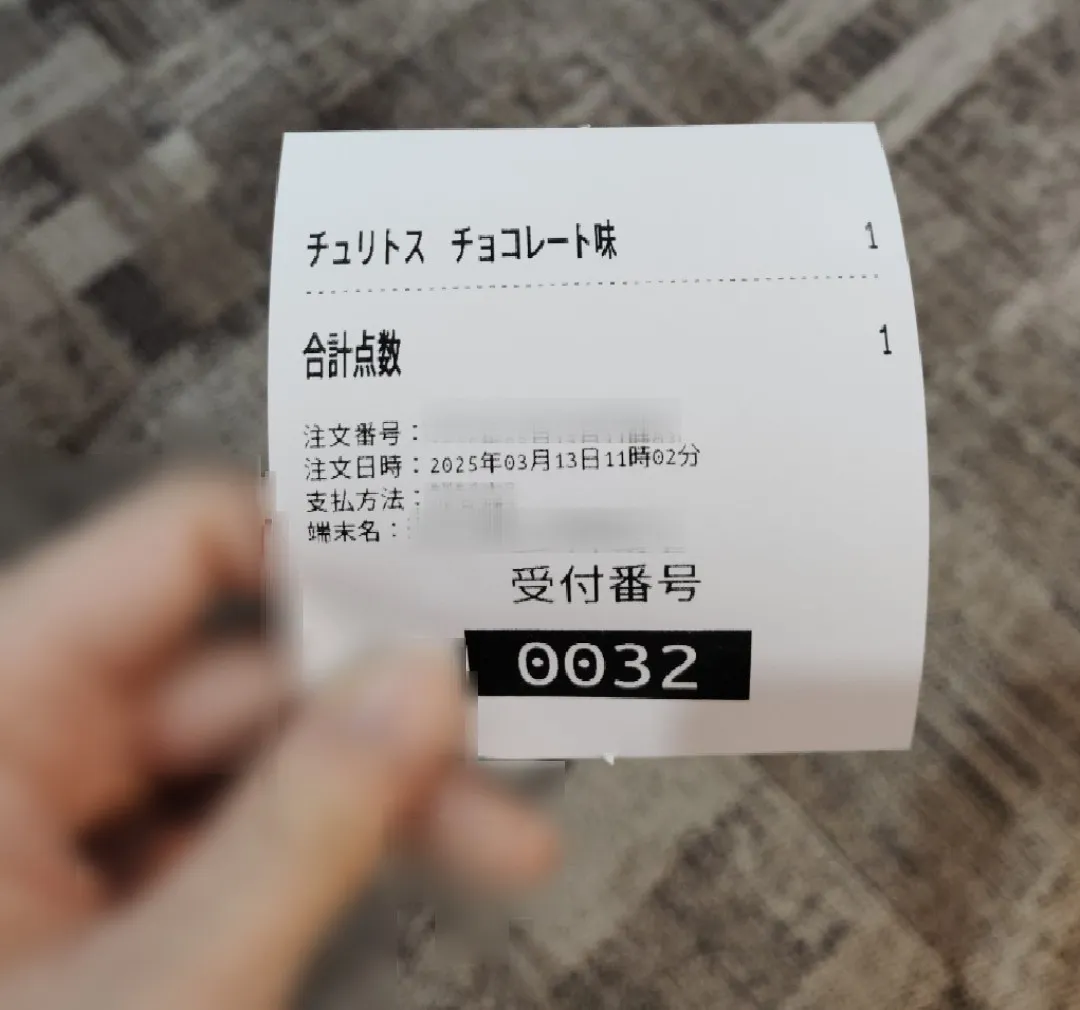 チュリトス チョコレート味 1
合計点数 1
注文番号：
注文日時：2025年03月13日11時02分
支払方法：
端末名：
受付番号
0032